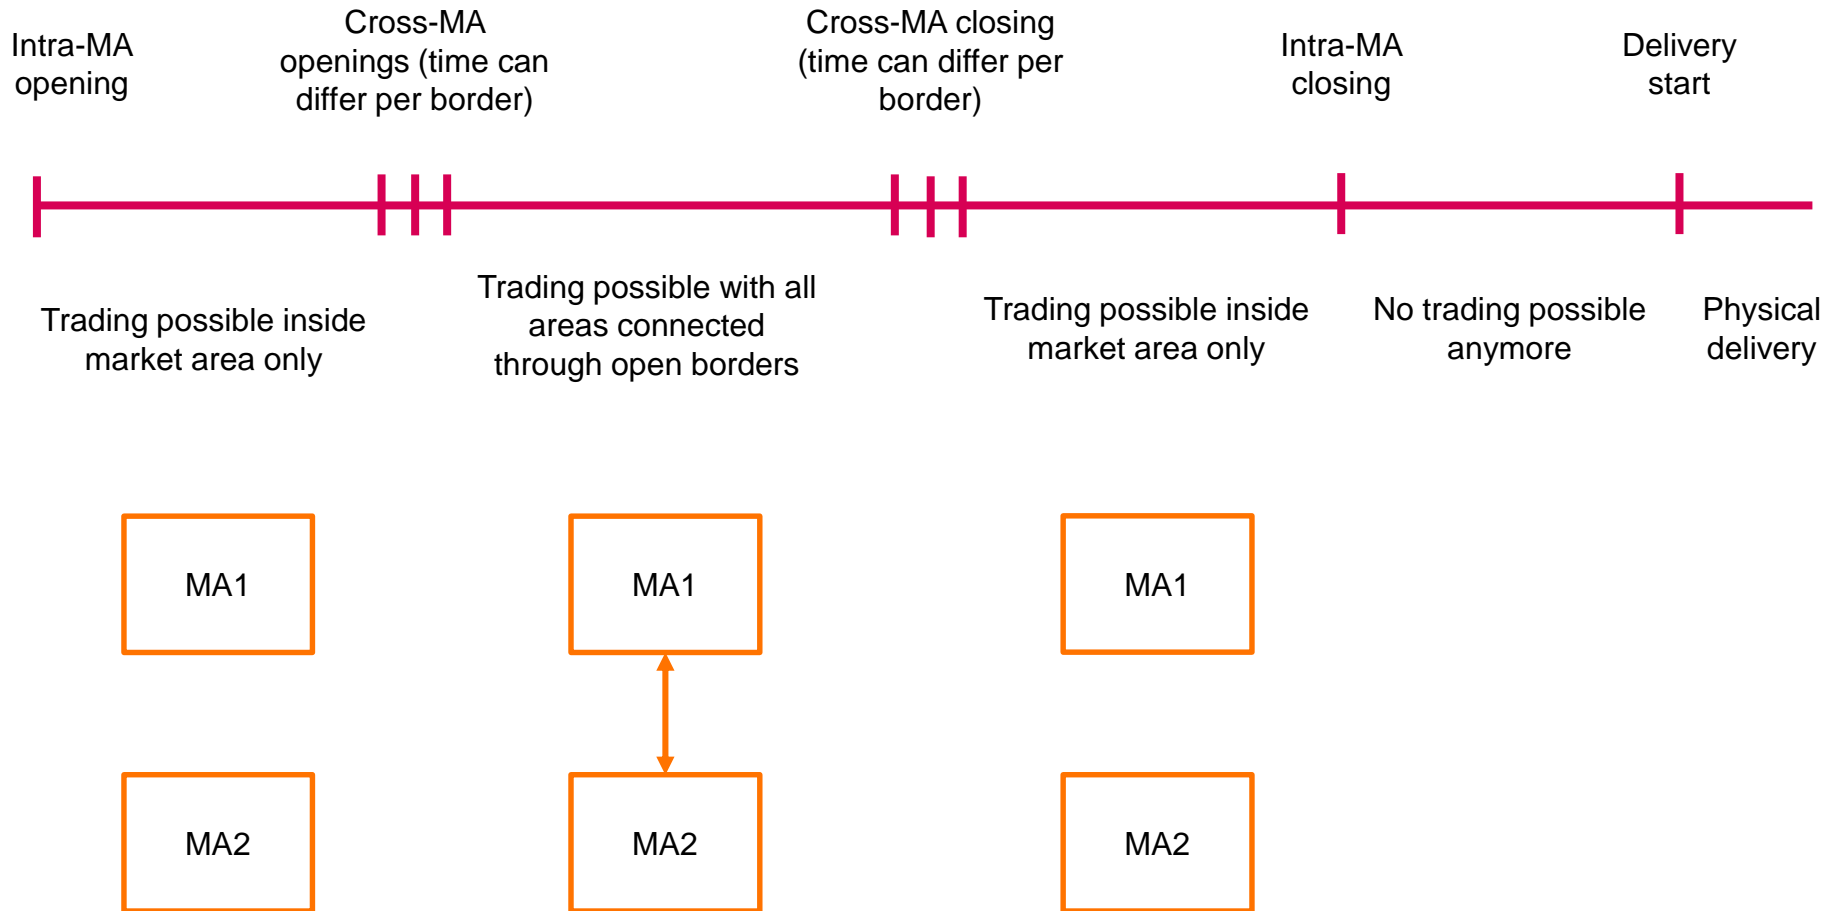 Intra-MA
opening
Cross-MA
openings (time can
differ per border)
Cross-MA closing
(time can differ per
border)
Intra-MA
closing
Delivery
start
Trading possible inside
market area only
Trading possible with all
areas connected
through open borders
Trading possible inside
market area only
No trading possible
anymore
Physical
delivery
MA1
MA1
MA1
MA2
MA2
MA2